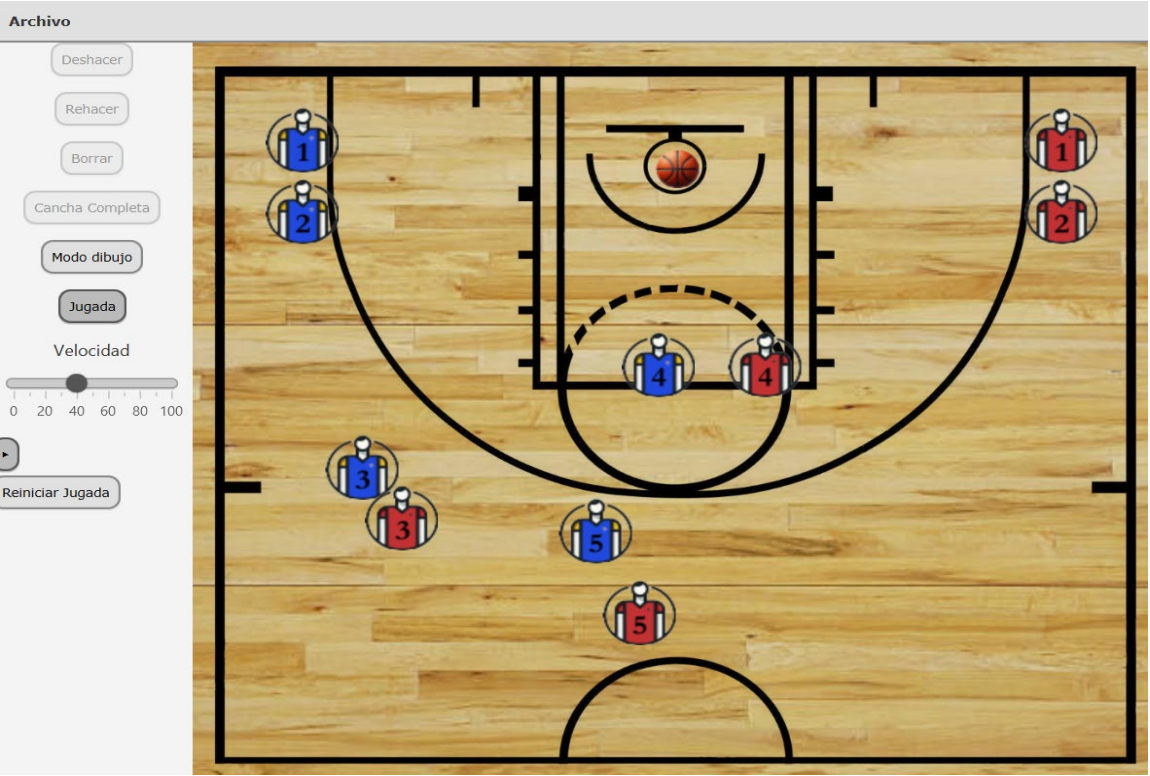 Archivo
Deshacer
Rehacer
Borrar
Cancha Completa
Modo dibujo
Jugada
Velocidad
0 20 40 60 80 100
Reiniciar Jugada
1
1
2
2
4
4
3
3
5
5